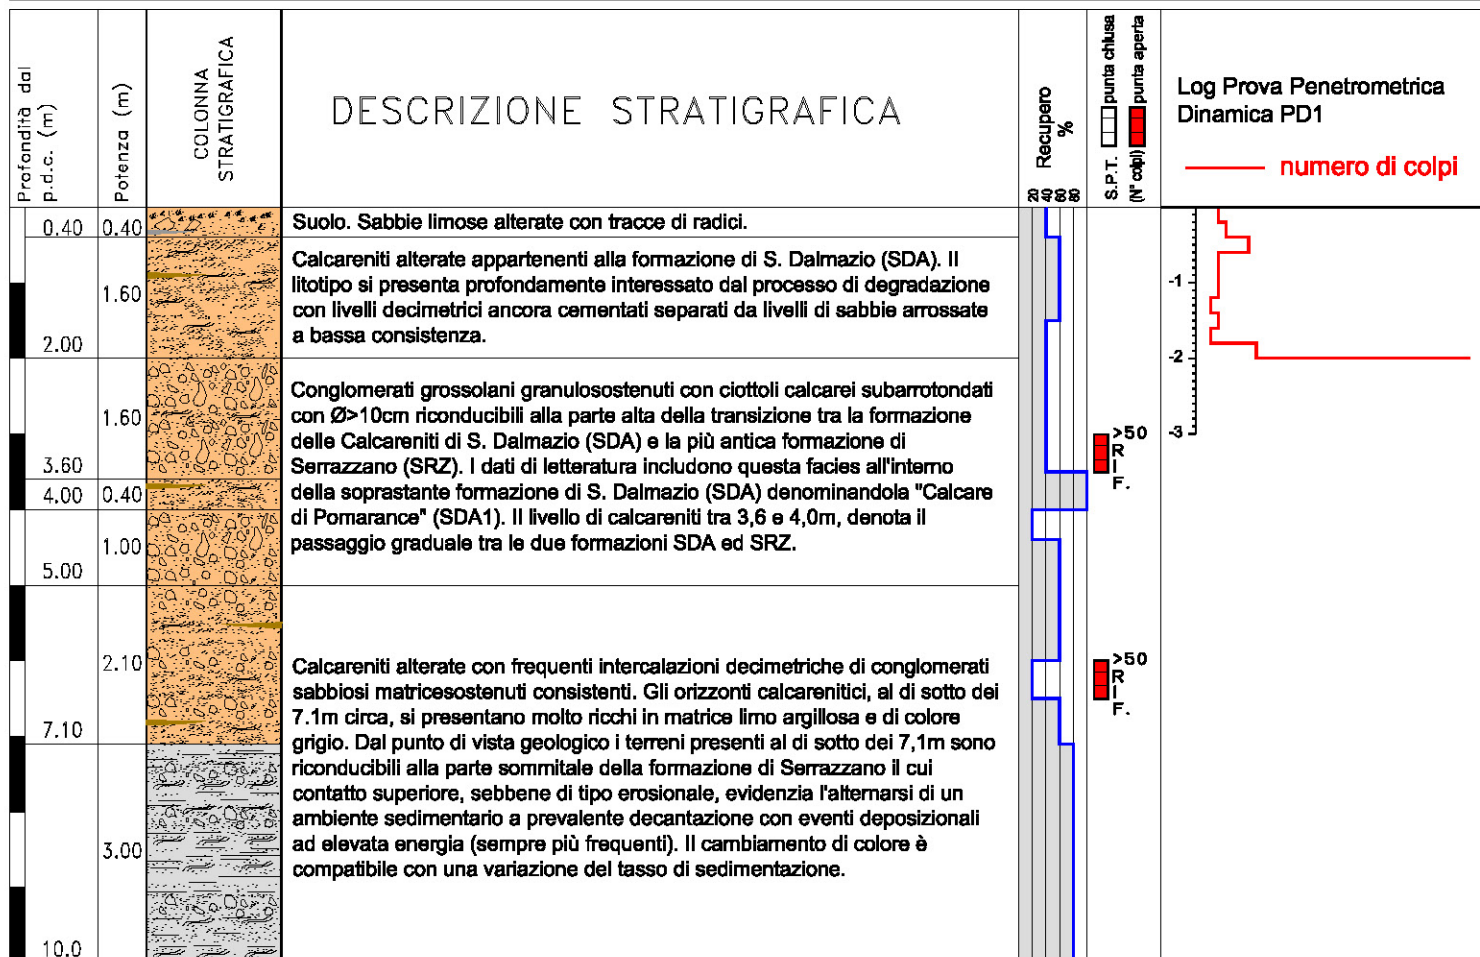 Profondità dal
p.d.c. (m)
Potenza (m)
COLONNA
STRATIGRAFICA
DESCRIZIONE STRATIGRAFICA
Recupero
%
20
40
60
80
S.P.T.
punta chiusa
(N° colpi)
punta aperta
Log Prova Penetrometrica
Dinamica PD1
numero di colpi
0.40
0.40
Suolo. Sabbie limose alterate con tracce di radici.
1.60
2.00
Calcareniti alterate appartenenti alla formazione di S. Dalmazio (SDA). Il
litotipo si presenta profondamente interessato dal processo di degradazione
con livelli decimetrici ancora cementati separati da livelli di sabbie arrossate
a bassa consistenza.
1.60
3.60
4.00
0.40
1.00
5.00
Conglomerati grossolani granulosostenuti con ciottoli calcarei subarrotondati
con Ø>10cm riconducibili alla parte alta della transizione tra la formazione
delle Calcareniti di S. Dalmazio (SDA) e la più antica formazione di
Serrazzano (SRZ). I dati di letteratura includono questa facies all'interno
della soprastante formazione di S. Dalmazio (SDA) denominandola "Calcare
di Pomarance" (SDA1). Il livello di calcareniti tra 3,6 e 4,0m, denota il
passaggio graduale tra le due formazioni SDA ed SRZ.
2.10
7.10
3.00
10.0
Calcareniti alterate con frequenti intercalazioni decimetriche di conglomerati
sabbiosi matricesostenuti consistenti. Gli orizzonti calcarenitici, al di sotto dei
7.1m circa, si presentano molto ricchi in matrice limo argillosa e di colore
grigio. Dal punto di vista geologico i terreni presenti al di sotto dei 7,1m sono
riconducibili alla parte sommitale della formazione di Serrazzano il cui
contatto superiore, sebbene di tipo erosionale, evidenzia l'alternarsi di un
ambiente sedimentario a prevalente decantazione con eventi deposizionali
ad elevata energia (sempre più frequenti). Il cambiamento di colore è
compatibile con una variazione del tasso di sedimentazione.
>50
R
I
F.
>50
R
I
F.
-1
-2
-3